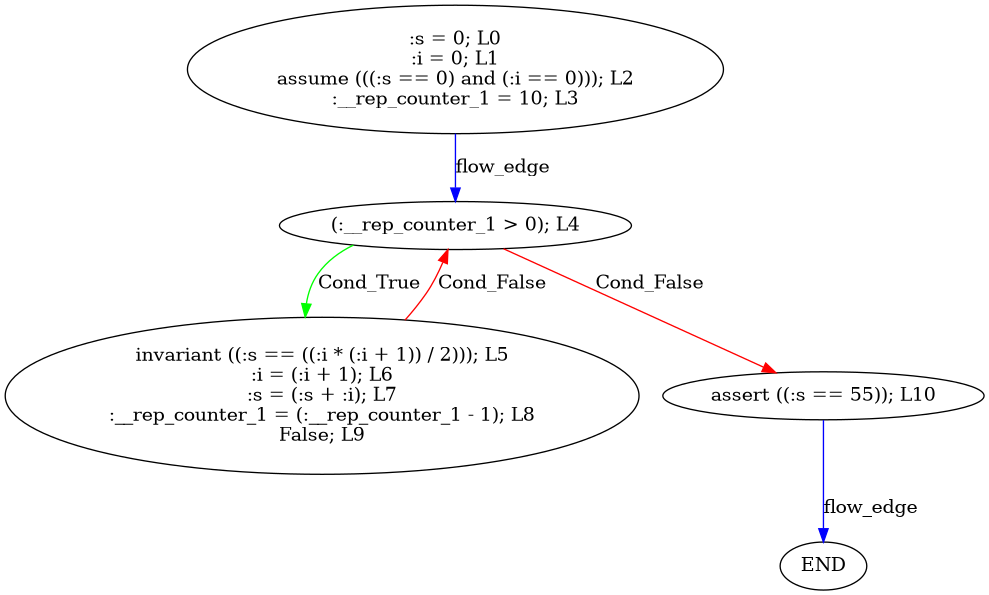 :s = 0; L0
:i = 0; L1
assume (((:s == 0) and (:i == 0))); L2
:__rep_counter_1 = 10; L3
flow_edge
(:__rep_counter_1 > 0); L4
Cond_True
Cond_False
Cond_False
invariant ((:s == ((:i * (:i + 1)) / 2))); L5
:i = (:i + 1); L6
:s = (:s + :i); L7
:__rep_counter_1 = (:__rep_counter_1 - 1); L8
False; L9
assert ((:s == 55)); L10
flow_edge
END